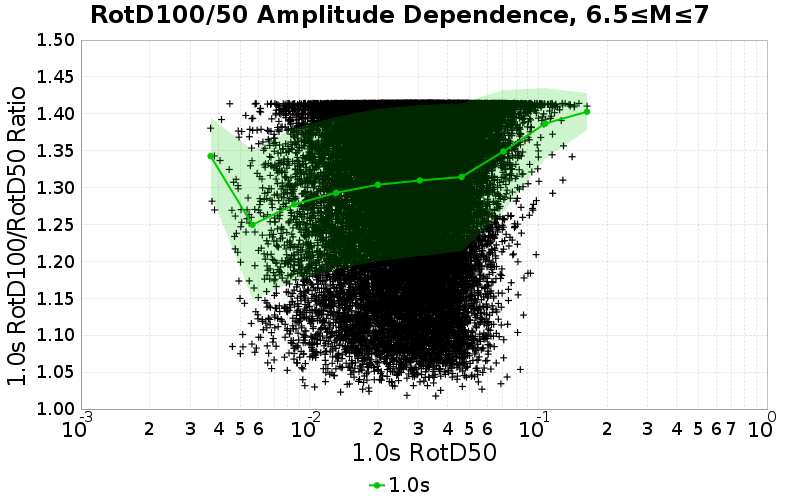 RotD100/50 Amplitude Dependence, 6.5≤M≤7
1.0s RotD100/RotD50 Ratio
1.50
1.45
1.40
1.35
1.30
1.25
1.20
1.15
1.10
1.05
1.00
10-3 2 3 4 5 6 10-2 2 3 4 5 6 10-1 2 3 4 5 6 7 100
1.0s RotD50
1.0s